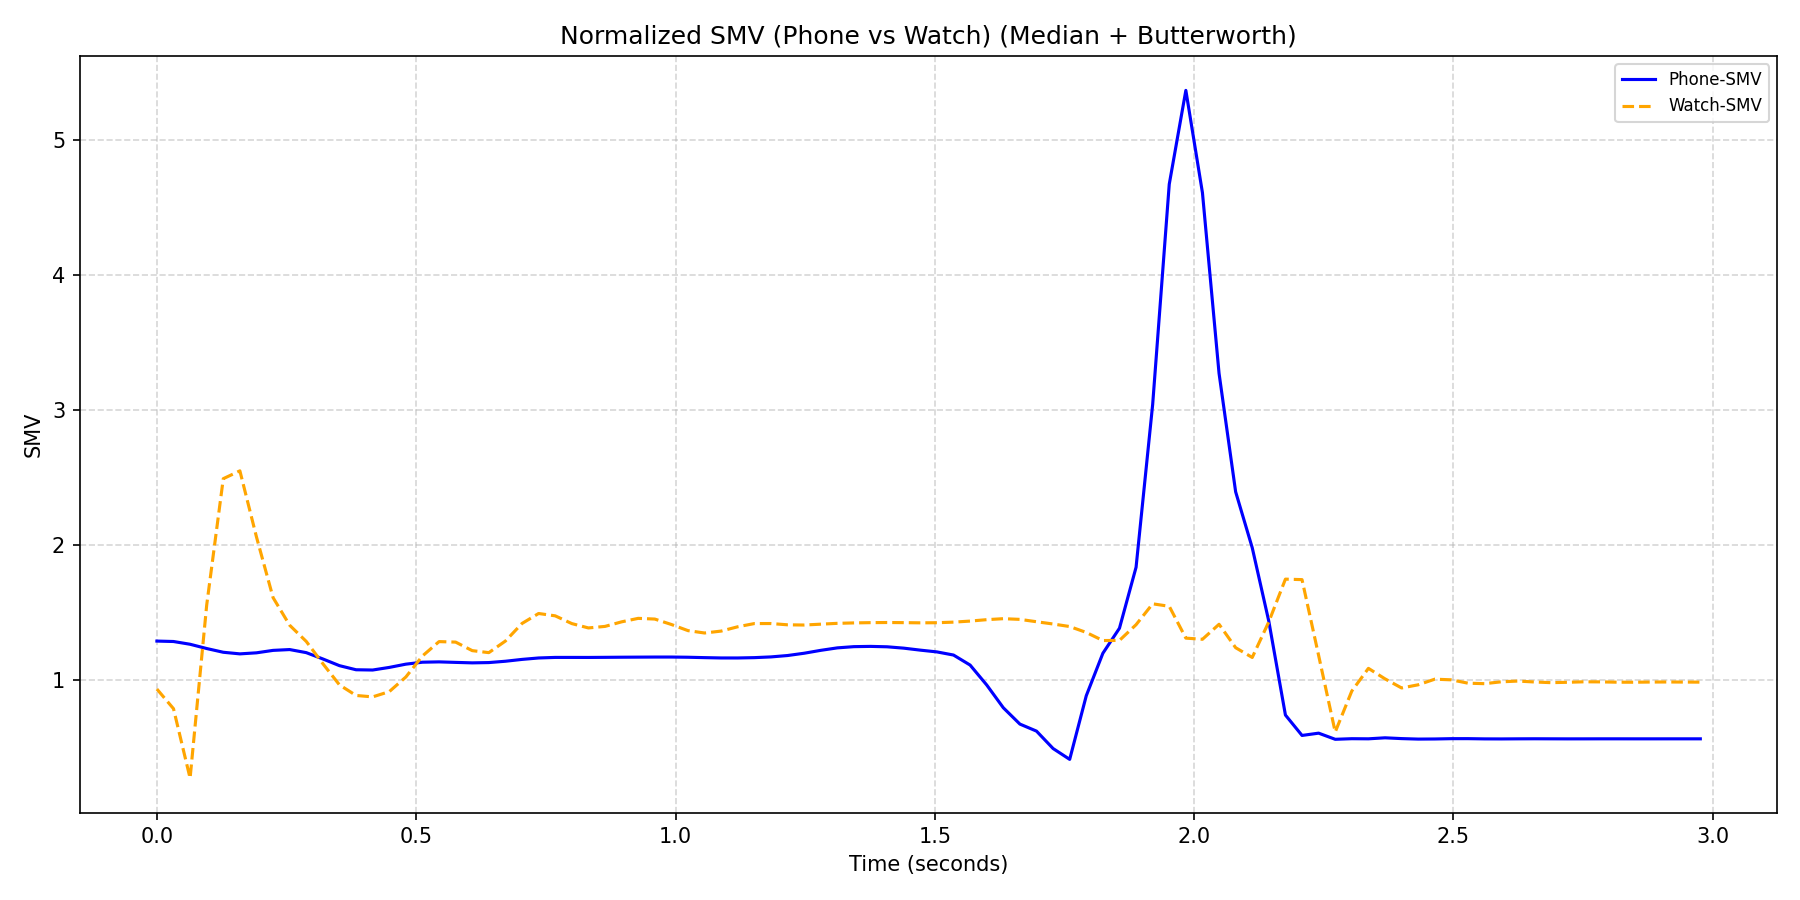 Normalized SMV (Phone vs Watch) (Median + Butterworth)
Phone-SMV
Watch-SMV
5
4
3
2
1
SMV
0.0 0.5 1.0 1.5 2.0 2.5 3.0
Time (seconds)